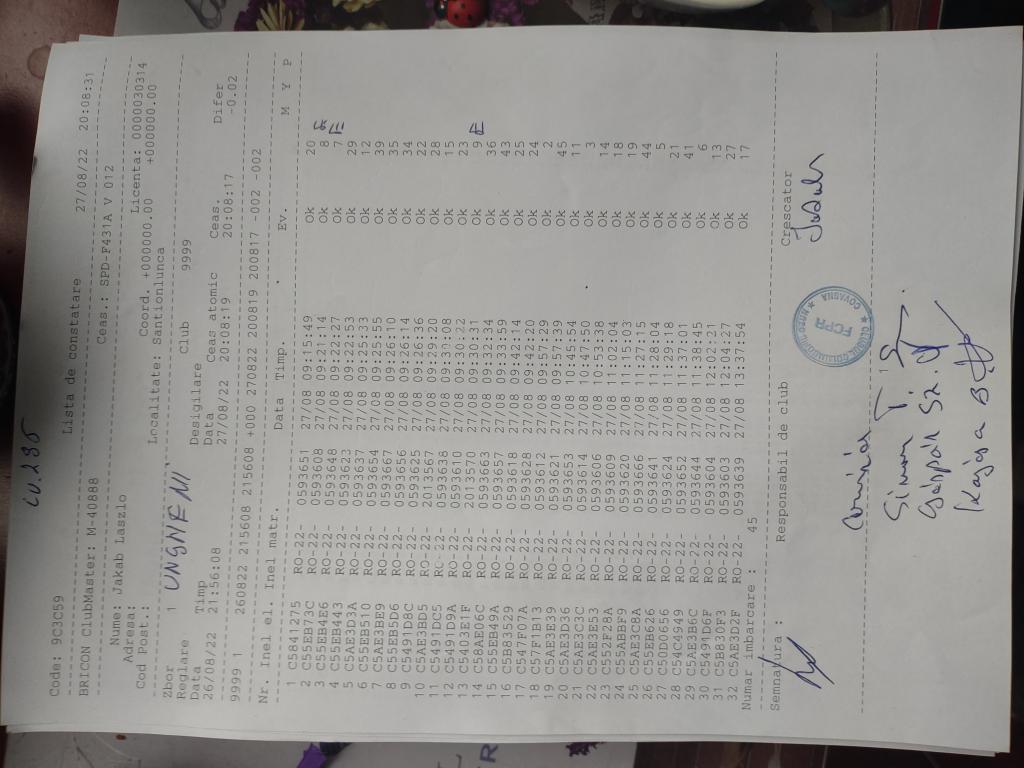 cv. 285
Code: 9C3C59 Lista de constatare 27/08/22 20:08:31
BRICON ClubMaster: M-40888 Ceas.: SPD-F431A V 012
Nume: Jakab Laszlo Licenta: 0000030314
Adresa: Coord. +000000.00 +000000.00
Cod Post.: Localitate: Santionlunca
Zbor 1 UNGHENI Club 9999
Reglare Desigilare
Data Timp Data Ceas atomic Ceas. Difer
26/08/22 21:56:08 27/08/22 20:08:19 20:08:17 -0.02
9999 1 260822 215608 215608 +000 270822 200819 200817 -002 -002
Nr. Inel el. Inel matr. Data Timp. Ev. M Y P
1 C5841275 RO-22- 0593651 27/08 09:15:49 Ok 20
2 C55EB73C RO-22- 0593608 27/08 09:21:14 Ok 8
3 C55EB4E6 RO-22- 0593648 27/08 09:22:27 Ok 7
4 C55EB443 RO-22- 0593623 27/08 09:22:53 Ok 29
5 C5AE3D3A RO-22- 0593637 27/08 09:25:33 Ok 12
6 C55EB510 RO-22- 0593654 27/08 09:25:55 Ok 39
7 C5AE3BE9 RO-22- 0593667 27/08 09:26:10 Ok 35
8 C55EB5D6 RO-22- 0593656 27/08 09:26:14 Ok 34
9 C5491D8C RO-22- 0593625 27/08 09:26:36 Ok 22
10 C5AE3BD5 RO-22- 2013567 27/08 09:29:20 Ok 28
11 C5491DC5 RO-22- 0593638 27/08 09:30:08 Ok 15
12 C5491D9A RO-22- 0593610 27/08 09:30:22 Ok 23
13 C5403E1F RO-22- 2013570 27/08 09:30:31 Ok 9
14 C58AE06C RO-22- 0593663 27/08 09:32:34 Ok 36
15 C55EB49A RO-22- 0593657 27/08 09:33:59 Ok 43
16 C5B83529 RO-22- 0593618 27/08 09:42:14 Ok 25
17 C547F07A RO-22- 0593628 27/08 09:42:20 Ok 24
18 C57F1B13 RO-22- 0593612 27/08 09:57:29 Ok 2
19 C5AE3E39 RO-22- 0593661 27/08 09:57:39 Ok 45
20 C5AE3D36 RO-22- 0593653 27/08 10:45:54 Ok 11
21 C5AE3C3C RO-22- 0593614 27/08 10:47:50 Ok 3
22 C5AE3E53 RO-22- 0593606 27/08 10:53:38 Ok 14
23 C552F28A RO-22- 0593609 27/08 11:02:04 Ok 18
24 C55ABBF9 RO-22- 0593620 27/08 11:15:03 Ok 19
25 C5AE3C8A RO-22- 0593666 27/08 11:27:15 Ok 44
26 C55EB626 RO-22- 0593641 27/08 11:28:04 Ok 5
27 C50D0656 RO-22- 0593624 27/08 11:29:18 Ok 21
28 C54C4949 RO-22- 0593652 27/08 11:37:01 Ok 41
29 C5AE3B6C RO-22- 0593644 27/08 11:38:45 Ok 6
30 C5491D6F RO-22- 0593604 27/08 12:02:21 Ok 13
31 C5B830F3 RO-22- 0593603 27/08 12:04:27 Ok 27
32 C5AE3D2F RO-22- 0593639 27/08 13:37:54 Ok 17
Numar imbarcare : 45
Semnatura : Responsabil de club Crescator
FCPR
COVASNA
Simon T
Gáspár Sz.
Kajcsa B